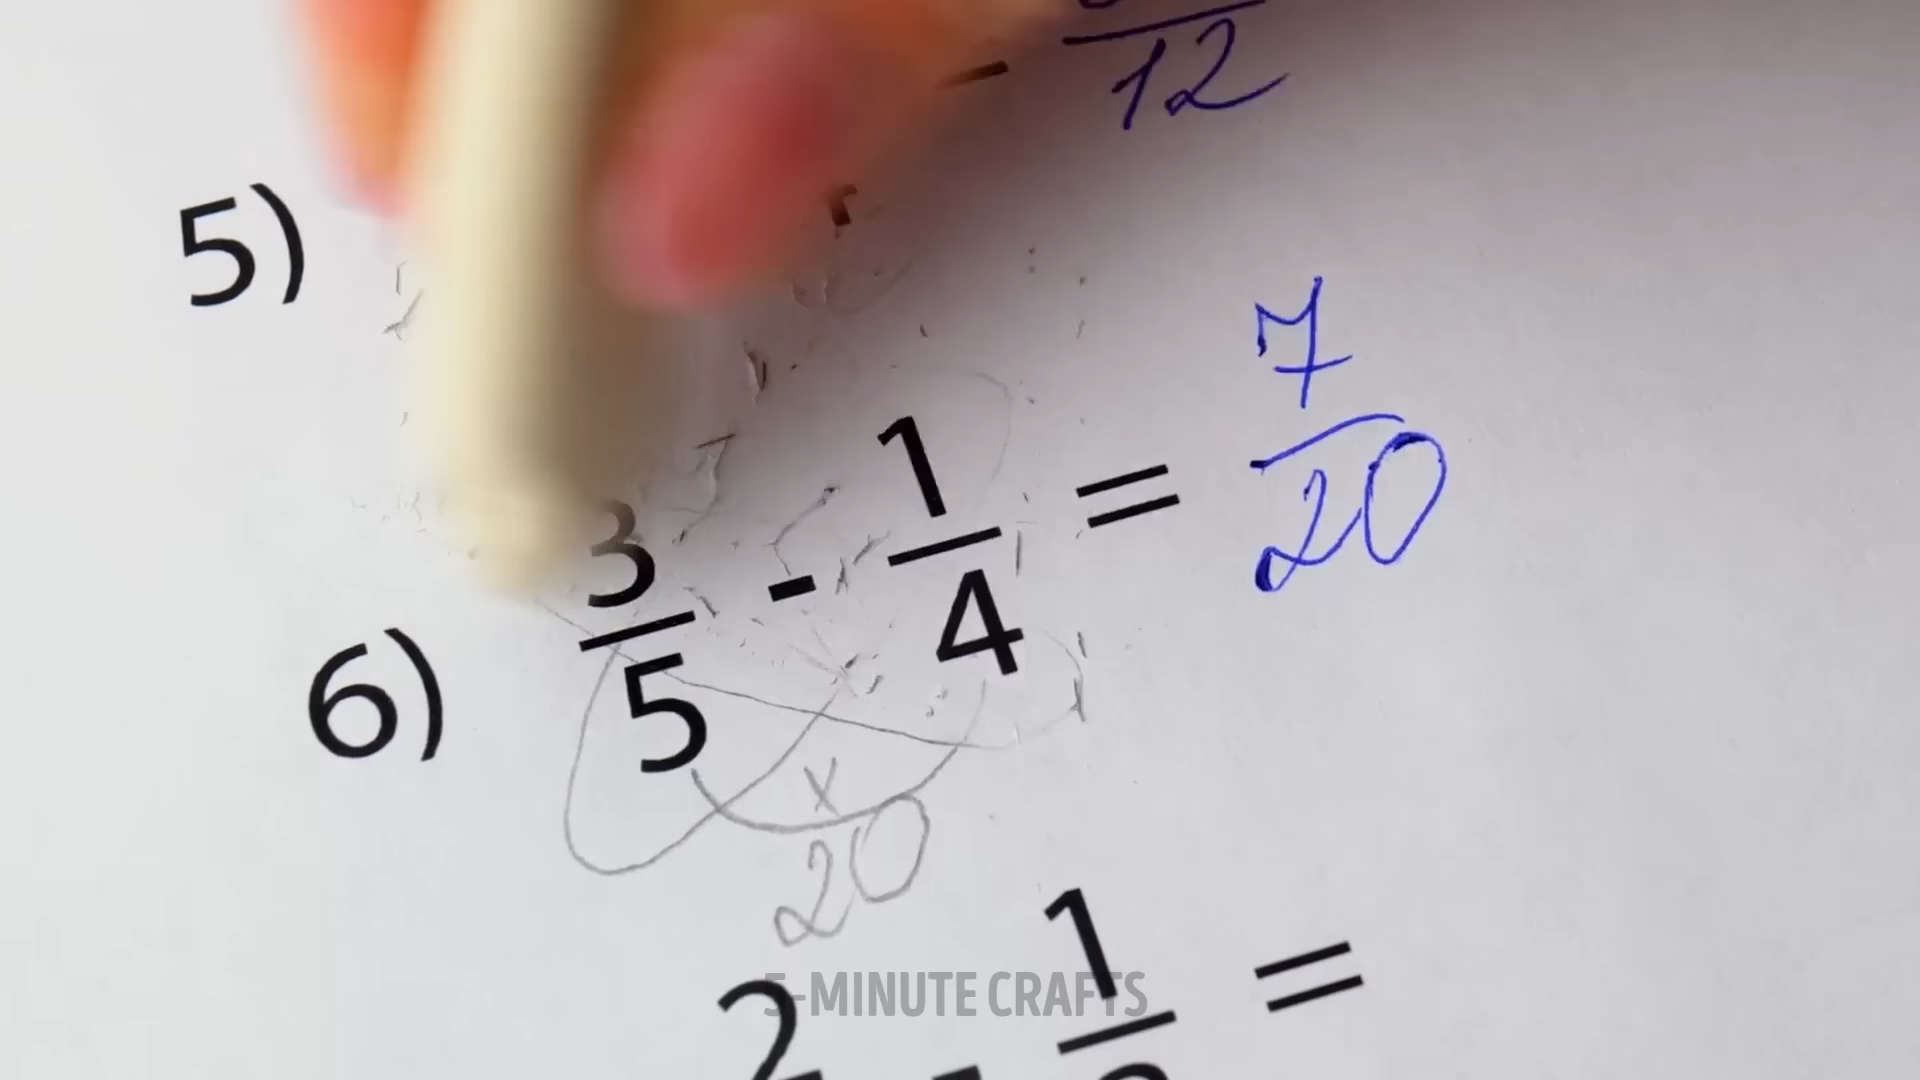 12
5)
3/5 - 1/4 = 7/20
6)
x
20
2 - 1 =
5-MINUTE CRAFTS